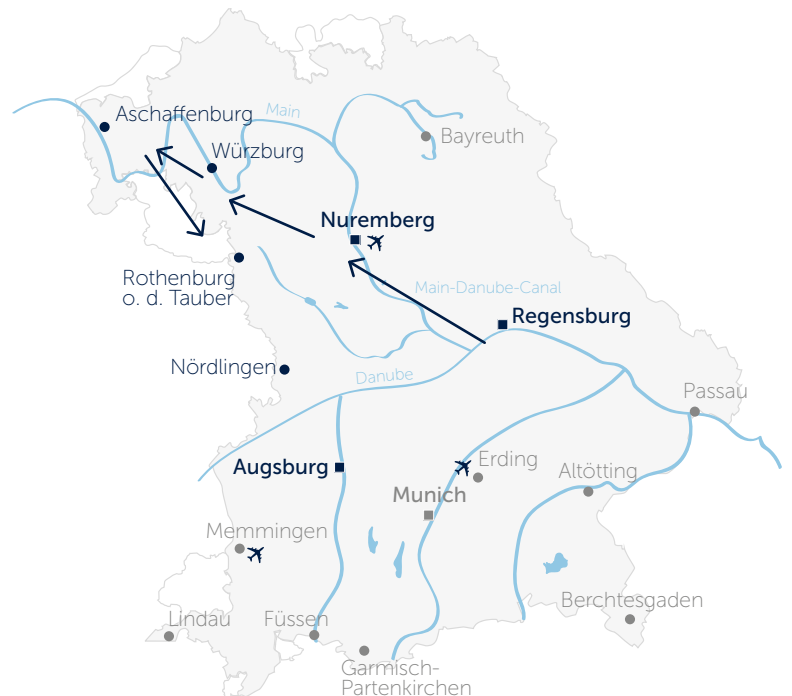 Aschaffenburg
Main
Bayreuth
Würzburg
Nuremberg
Rothenburg
o. d. Tauber
Main-Danube-Canal
Regensburg
Nördlingen
Danube
Passau
Augsburg
Erding
Altötting
Munich
Memmingen
Berchtesgaden
Lindau
Füssen
Garmisch-
Partenkirchen